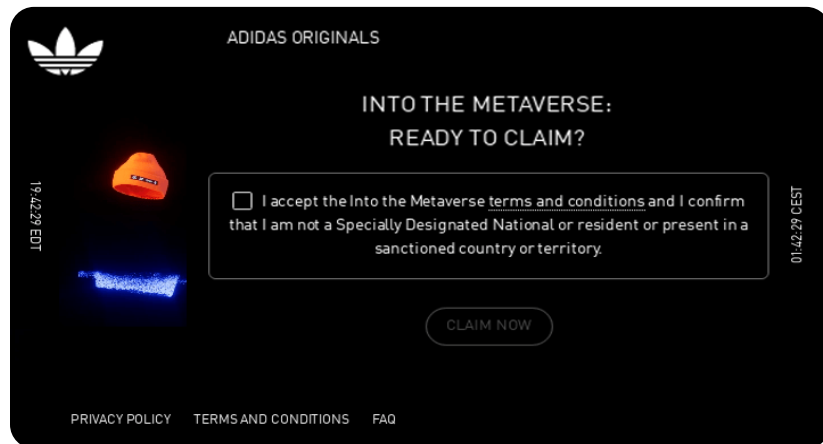 ADIDAS ORIGINALS
INTO THE METAVERSE:
READY TO CLAIM?
19:42:29 EDT
I accept the Into the Metaverse terms and conditions and I confirm
that I am not a Specially Designated National or resident or present in a
sanctioned country or territory.
01:42:29 CEST
CLAIM NOW
PRIVACY POLICY TERMS AND CONDITIONS FAQ